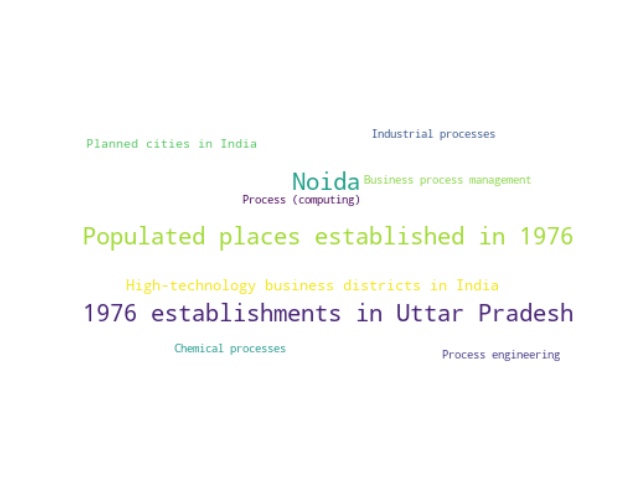 Industrial processes
Planned cities in India
Noida
Business process management
Process (computing)
Populated places established in 1976
High-technology business districts in India
1976 establishments in Uttar Pradesh
Chemical processes
Process engineering